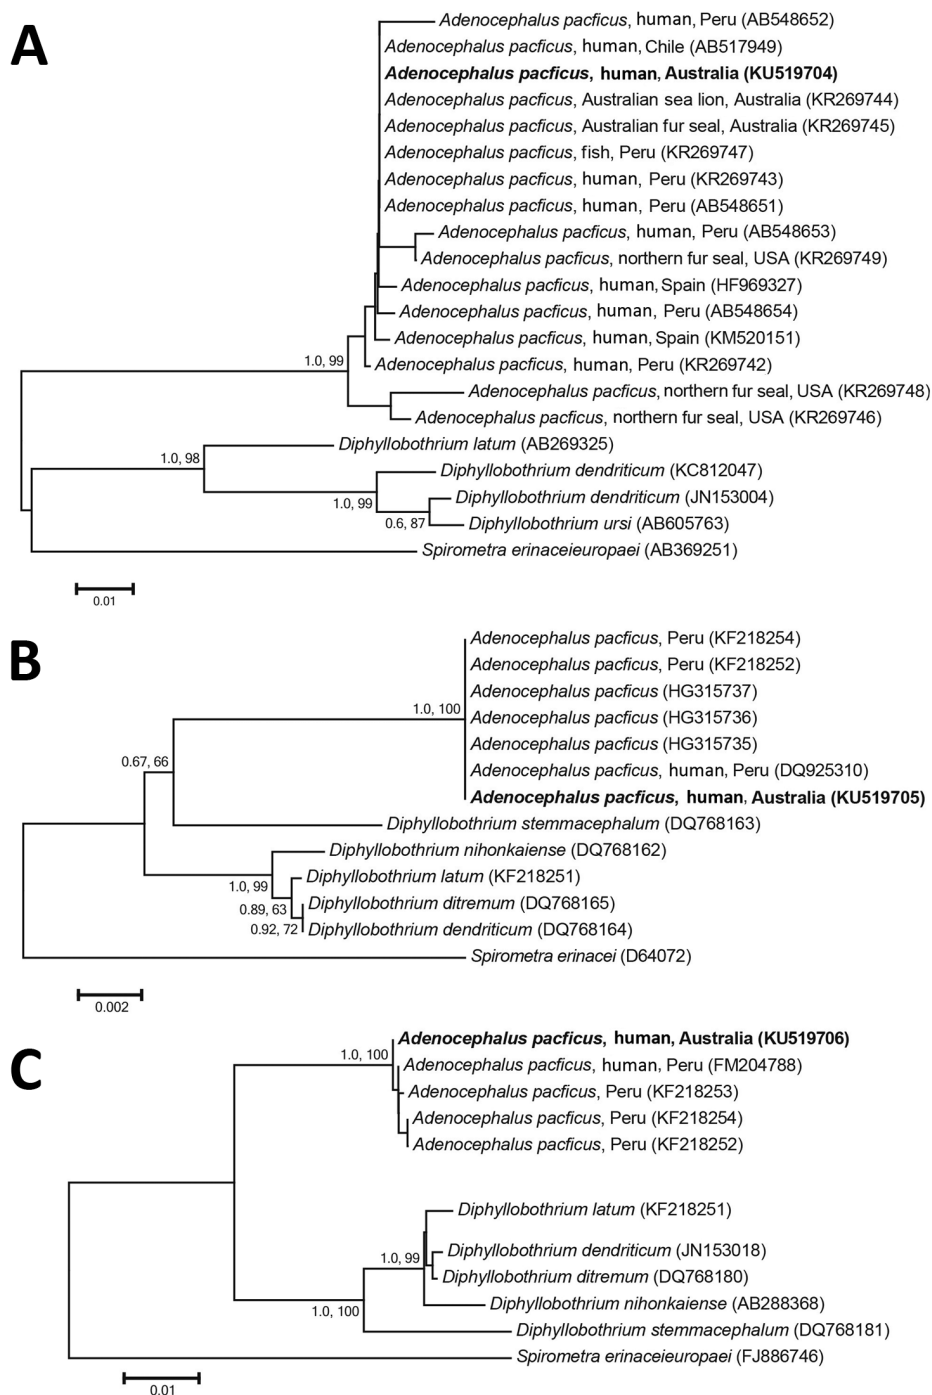 A
Adenocephalus pacficus, human, Peru (AB548652)
Adenocephalus pacficus, human, Chile (AB517949)
Adenocephalus pacficus, human, Australia (KU519704)
Adenocephalus pacficus, Australian sea lion, Australia (KR269744)
Adenocephalus pacficus, Australian fur seal, Australia (KR269745)
Adenocephalus pacficus, fish, Peru (KR269747)
Adenocephalus pacficus, human, Peru (KR269743)
Adenocephalus pacficus, human, Peru (AB548651)
Adenocephalus pacficus, human, Peru (AB548653)
Adenocephalus pacficus, northern fur seal, USA (KR269749)
Adenocephalus pacficus, human, Spain (HF969327)
Adenocephalus pacficus, human, Peru (AB548654)
Adenocephalus pacficus, human, Spain (KM520151)
1.0, 99
Adenocephalus pacficus, human, Peru (KR269742)
Adenocephalus pacficus, northern fur seal, USA (KR269748)
Adenocephalus pacficus, northern fur seal, USA (KR269746)
Diphyllobothrium latum (AB269325)
1.0, 98
Diphyllobothrium dendriticum (KC812047)
1.0, 99
Diphyllobothrium dendriticum (JN153004)
0.6, 87
Diphyllobothrium ursi (AB605763)
Spirometra erinaceieuropaei (AB369251)
0.01
B
Adenocephalus pacficus, Peru (KF218254)
Adenocephalus pacficus, Peru (KF218252)
Adenocephalus pacficus (HG315737)
1.0, 100
Adenocephalus pacficus (HG315736)
Adenocephalus pacficus (HG315735)
0.67, 66
Adenocephalus pacficus, human, Peru (DQ925310)
Adenocephalus pacficus, human, Australia (KU519705)
Diphyllobothrium stemmacephalum (DQ768163)
Diphyllobothrium nihonkaiense (DQ768162)
1.0, 99
Diphyllobothrium latum (KF218251)
0.89, 63
Diphyllobothrium ditremum (DQ768165)
0.92, 72
Diphyllobothrium dendriticum (DQ768164)
Spirometra erinacei (D64072)
0.002
C
Adenocephalus pacficus, human, Australia (KU519706)
1.0, 100
Adenocephalus pacficus, human, Peru (FM204788)
Adenocephalus pacficus, Peru (KF218253)
Adenocephalus pacficus, Peru (KF218254)
Adenocephalus pacficus, Peru (KF218252)
Diphyllobothrium latum (KF218251)
Diphyllobothrium dendriticum (JN153018)
1.0, 99
Diphyllobothrium ditremum (DQ768180)
Diphyllobothrium nihonkaiense (AB288368)
1.0, 100
Diphyllobothrium stemmacephalum (DQ768181)
Spirometra erinaceieuropaei (FJ886746)
0.01